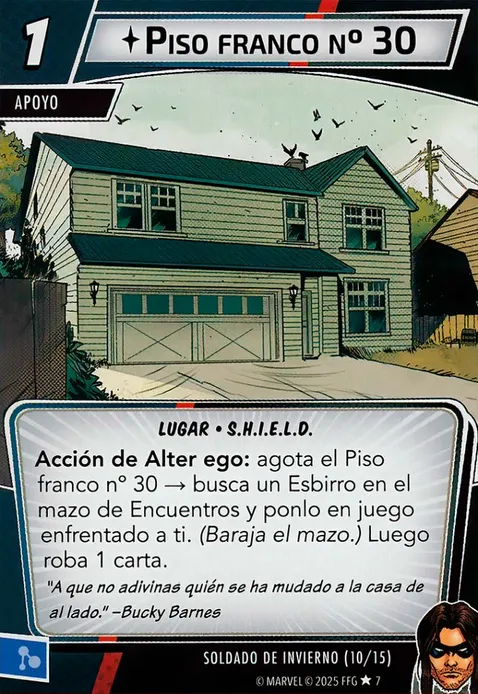 1
PISO FRANCO Nº 30
APOYO
LUGAR • S.H.I.E.L.D.
Acción de Alter ego: agota el Piso
franco nº 30 → busca un Esbirro en el
mazo de Encuentros y ponlo en juego
enfrentado a ti. (Baraja el mazo.) Luego
roba 1 carta.
"A que no adivinas quién se ha mudado a la casa de
al lado." –Bucky Barnes
SOLDADO DE INVIERNO (10/15)
© MARVEL © 2025 FFG ★ 7